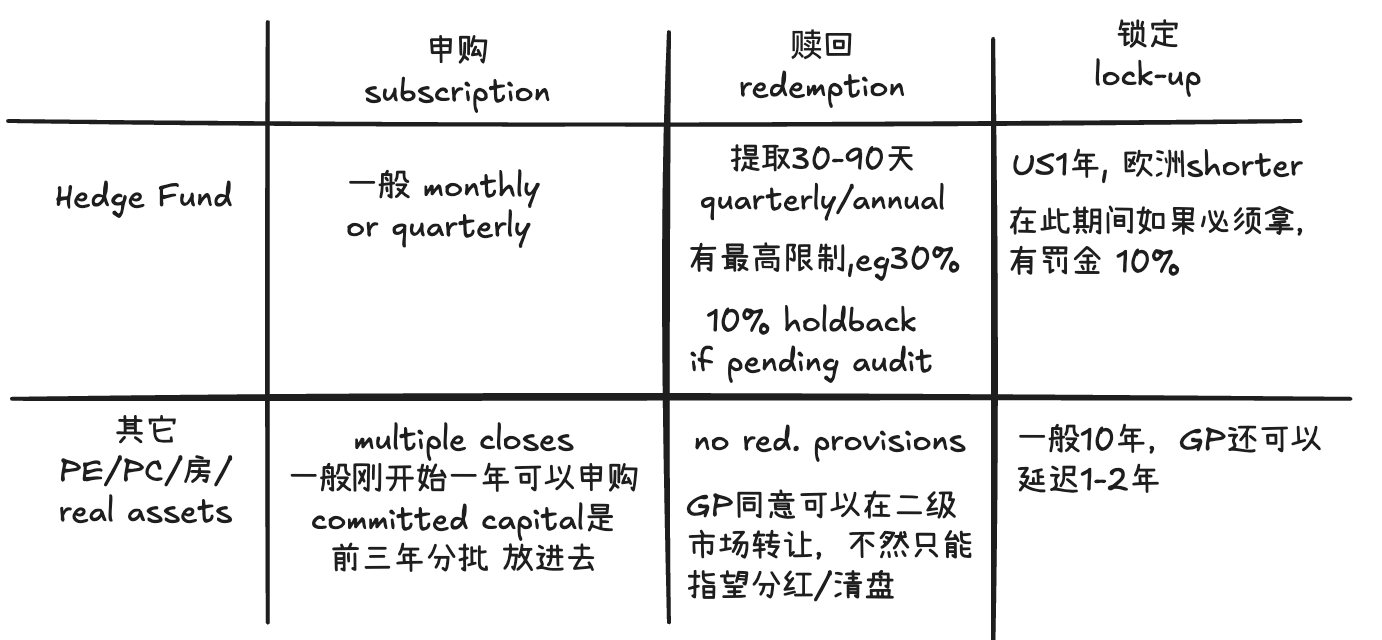 申购
subscription
赎回
redemption
锁定
lock-up
Hedge Fund
一般 monthly
or quarterly
提取30-90天
quarterly/annual
有最高限制,eg30%
10% holdback
if pending audit
US1年, 欧洲shorter
在此期间如果必须拿,
有罚金 10%
其它
PE/PC/房/
real assets
multiple closes
一般刚开始一年可以申购
committed capital是
前三年分批 放进去
no red. provisions
GP同意可以在二级
市场转让, 不然只能
指望分红/清盘
一般10年, GP还可以
延迟1-2年